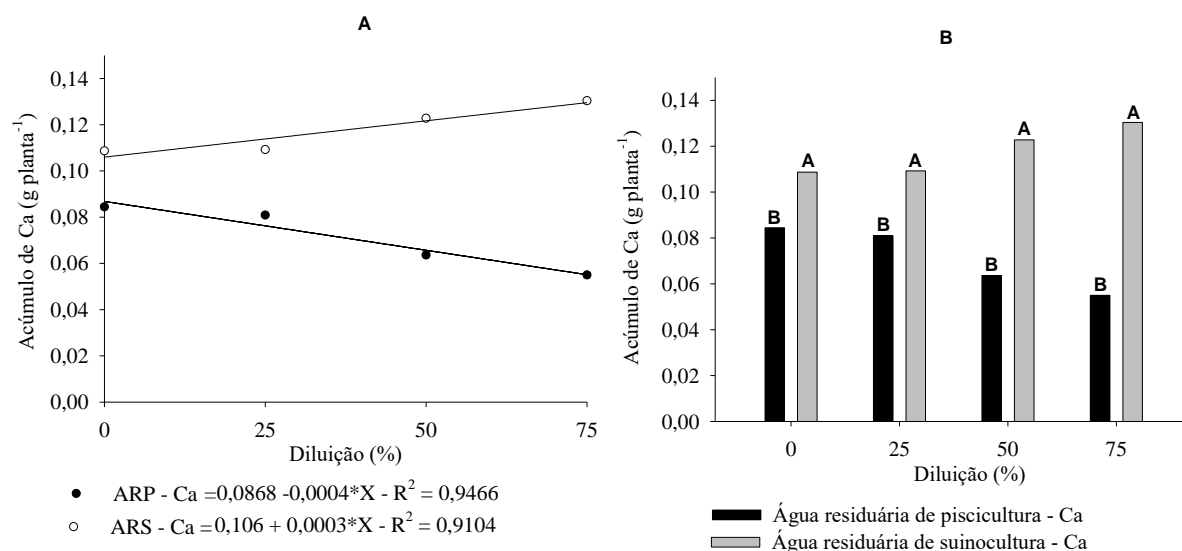 A
Acúmulo de Ca (g planta⁻¹)
0,14
0,12
0,10
0,08
0,06
0,04
0,02
0,00
0 25 50 75
Diluição (%)
ARP - Ca =0,0868 -0,0004*X - R² = 0,9466
ARS - Ca =0,106 + 0,0003*X - R² = 0,9104
B
Acúmulo de Ca (g planta⁻¹)
0,14
0,12
0,10
0,08
0,06
0,04
0,02
0,00
B A B A B A B A
0 25 50 75
Diluição (%)
Água residuária de piscicultura - Ca
Água residuária de suinocultura - Ca